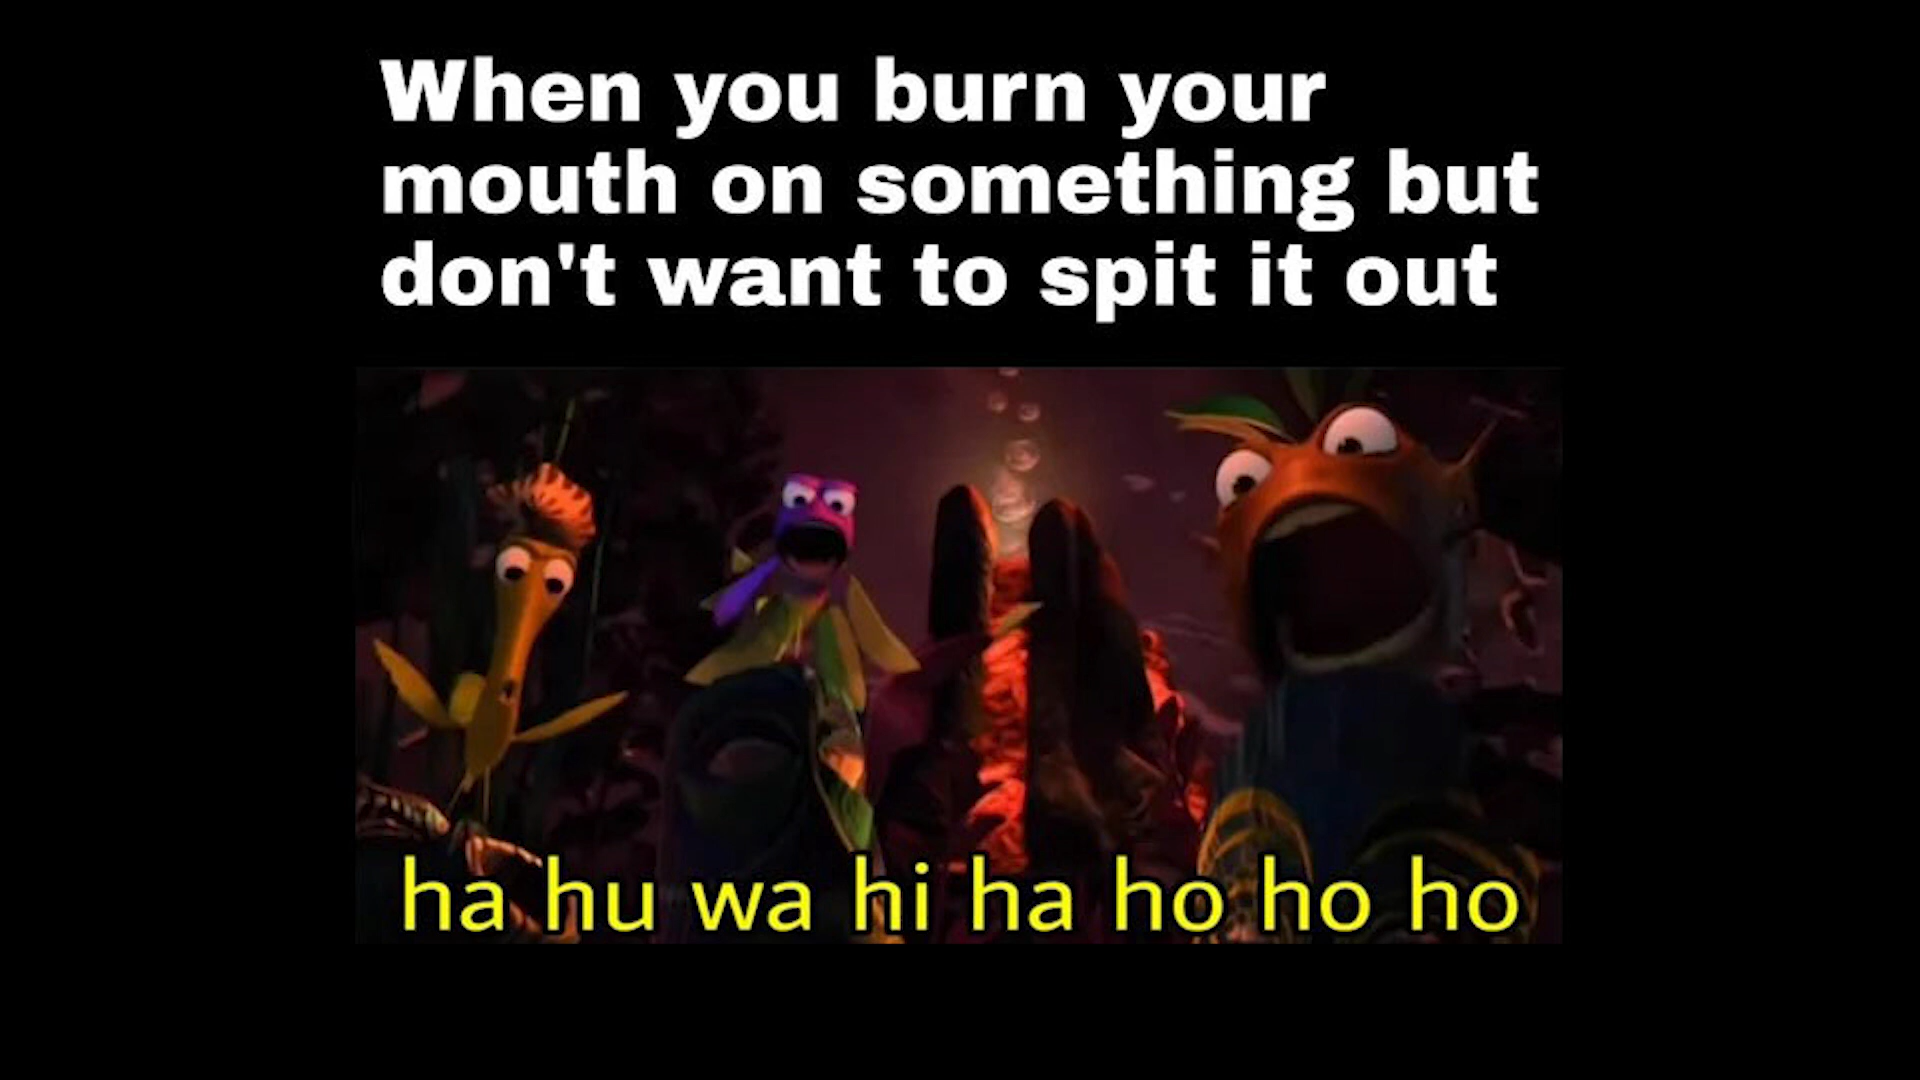 When you burn your
mouth on something but
don't want to spit it out
ha hu wa hi ha ho ho ho